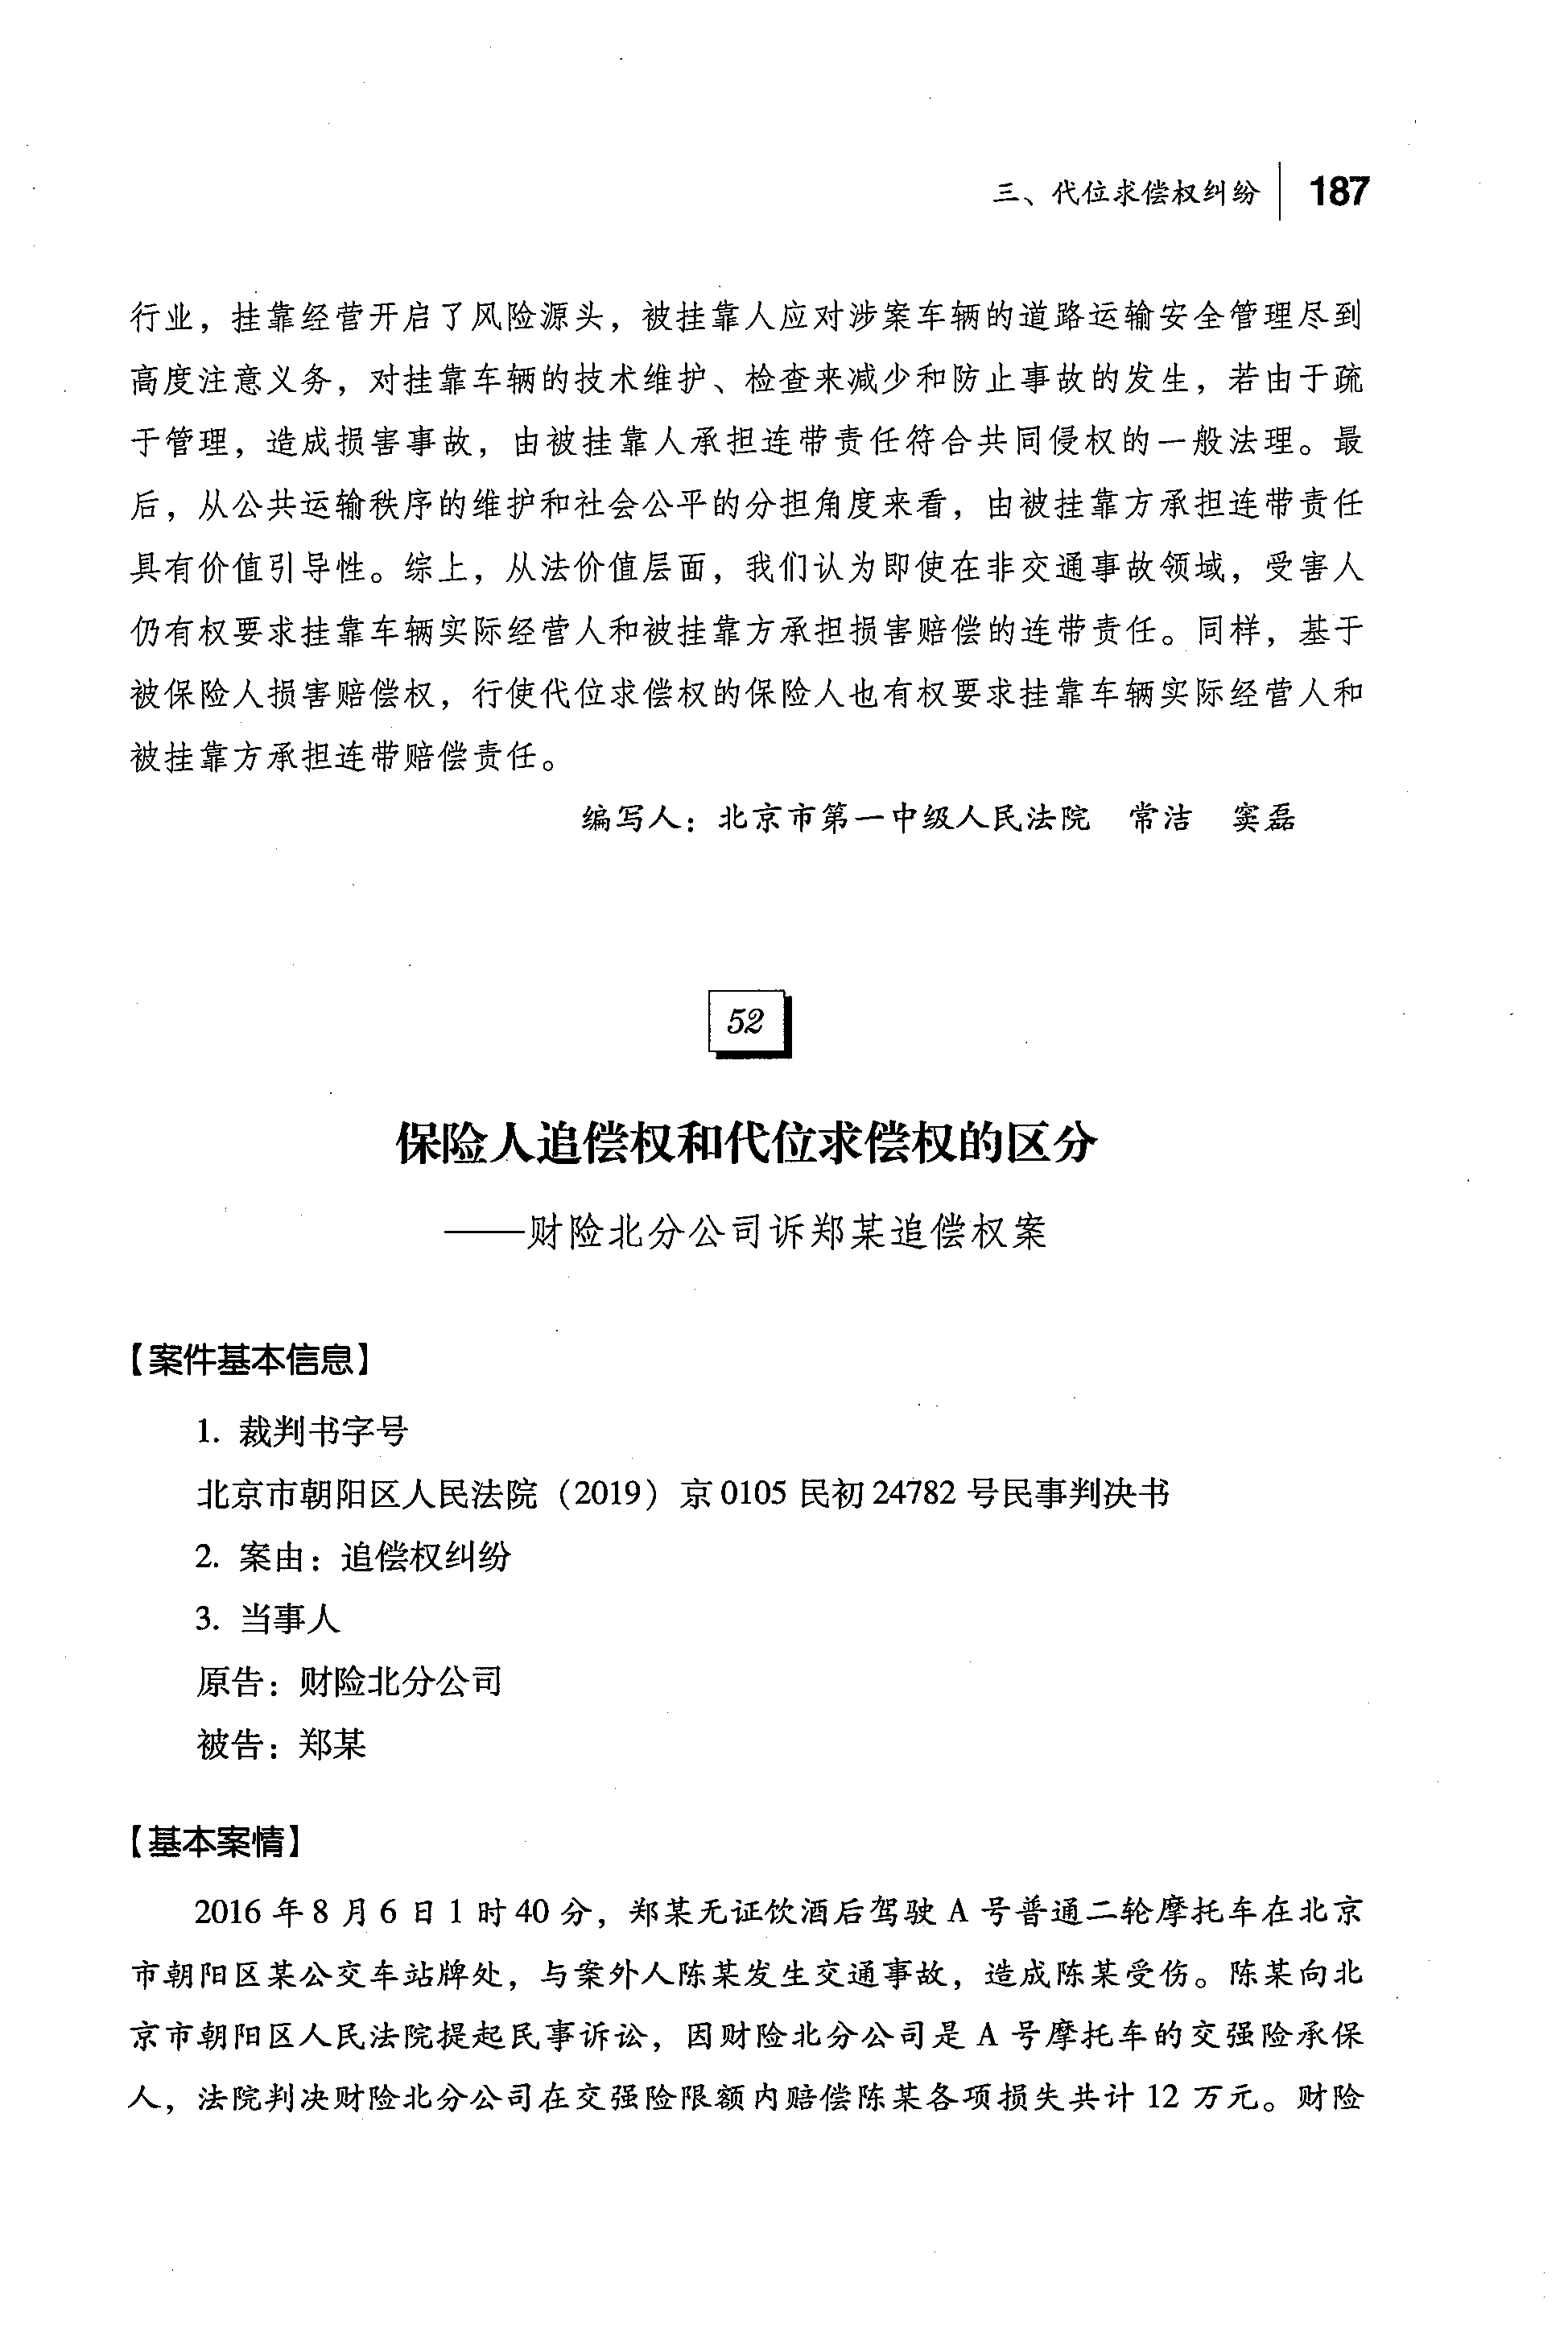 三、代位求偿权纠纷 187
行业，挂靠经营开启了风险源头，被挂靠人应对涉案车辆的道路运输安全管理尽到
高度注意义务，对挂靠车辆的技术维护、检查来减少和防止事故的发生，若由于疏
于管理，造成损害事故，由被挂靠人承担连带责任符合共同侵权的一般法理。最
后，从公共运输秩序的维护和社会公平的分担角度来看，由被挂靠方承担连带责任
具有价值引导性。综上，从法价值层面，我们认为即使在非交通事故领域，受害人
仍有权要求挂靠车辆实际经营人和被挂靠方承担损害赔偿的连带责任。同样，基于
被保险人损害赔偿权，行使代位求偿权的保险人也有权要求挂靠车辆实际经营人和
被挂靠方承担连带赔偿责任。
编写人：北京市第一中级人民法院 常洁 窦磊
52
保险人追偿权和代位求偿权的区分
——财险北分公司诉郑某追偿权案
【案件基本信息】
1. 裁判书字号
北京市朝阳区人民法院（2019）京0105民初24782号民事判决书
2. 案由：追偿权纠纷
3. 当事人
原告：财险北分公司
被告：郑某
【基本案情】
2016年8月6日1时40分，郑某无证饮酒后驾驶A号普通二轮摩托车在北京
市朝阳区某公交车站牌处，与案外人陈某发生交通事故，造成陈某受伤。陈某向北
京市朝阳区人民法院提起民事诉讼，因财险北分公司是A号摩托车的交强险承保
人，法院判决财险北分公司在交强险限额内赔偿陈某各项损失共计12万元。财险